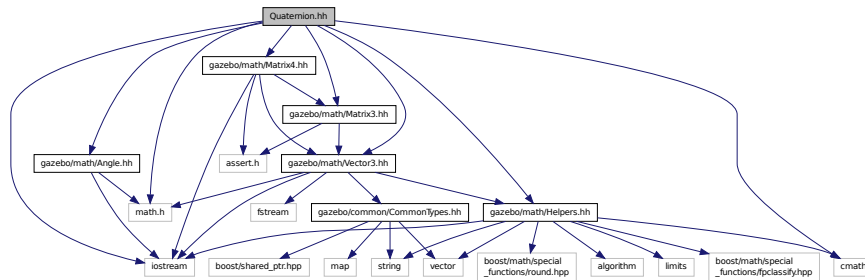 Quaternion.hh
gazebo/math/Matrix4.hh
gazebo/math/Matrix3.hh
gazebo/math/Angle.hh
assert.h
gazebo/math/Vector3.hh
math.h
fstream
gazebo/common/CommonTypes.hh
gazebo/math/Helpers.hh
iostream
boost/shared_ptr.hpp
map
string
vector
boost/math/special
_functions/round.hpp
algorithm
limits
boost/math/special
_functions/fpclassify.hpp
cmath